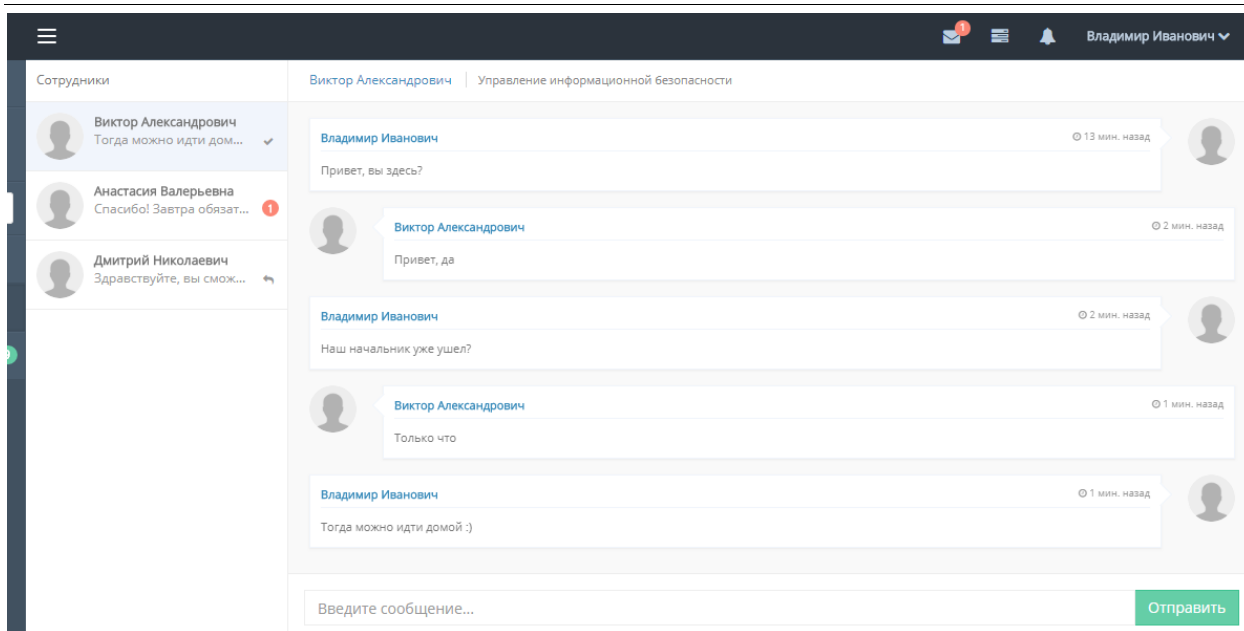 1
Владимир Иванович
Сотрудники
Виктор Александрович
Тогда можно идти дом...
Анастасия Валерьевна
Спасибо! Завтра обязат... 1
Дмитрий Николаевич
Здравствуйте, вы смож...
Виктор Александрович Управление информационной безопасности
Владимир Иванович 13 мин. назад
Привет, вы здесь?
Виктор Александрович 2 мин. назад
Привет, да
Владимир Иванович 2 мин. назад
Наш начальник уже ушел?
Виктор Александрович 1 мин. назад
Только что
Владимир Иванович 1 мин. назад
Тогда можно идти домой :)
Введите сообщение... Отправить